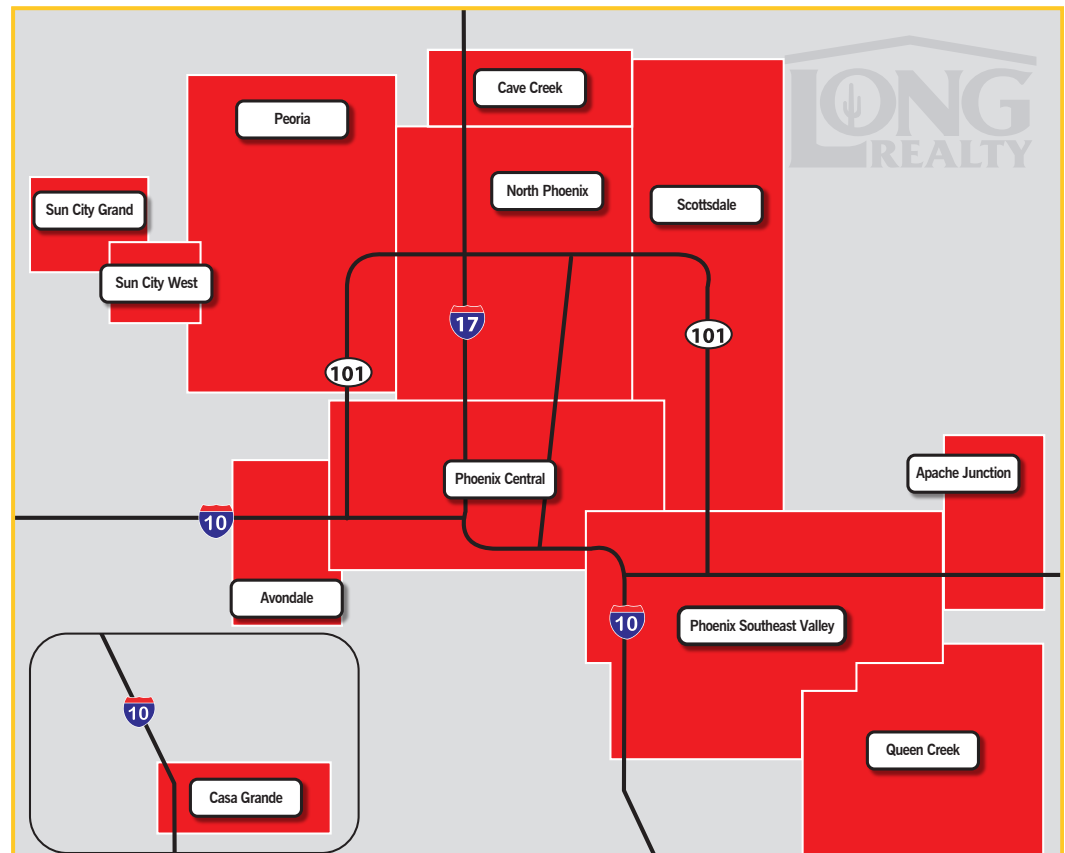 Cave Creek
Peoria
LONG
REALTY
North Phoenix
Sun City Grand
Scottsdale
Sun City West
17
101
101
Phoenix Central
Apache Junction
10
Avondale
10
Phoenix Southeast Valley
10
Queen Creek
Casa Grande